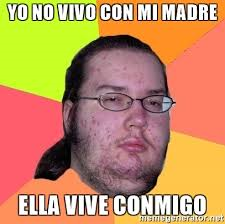 YO NO VIVO CON MI MADRE
ELLA VIVE CONMIGO
memegenerator.net